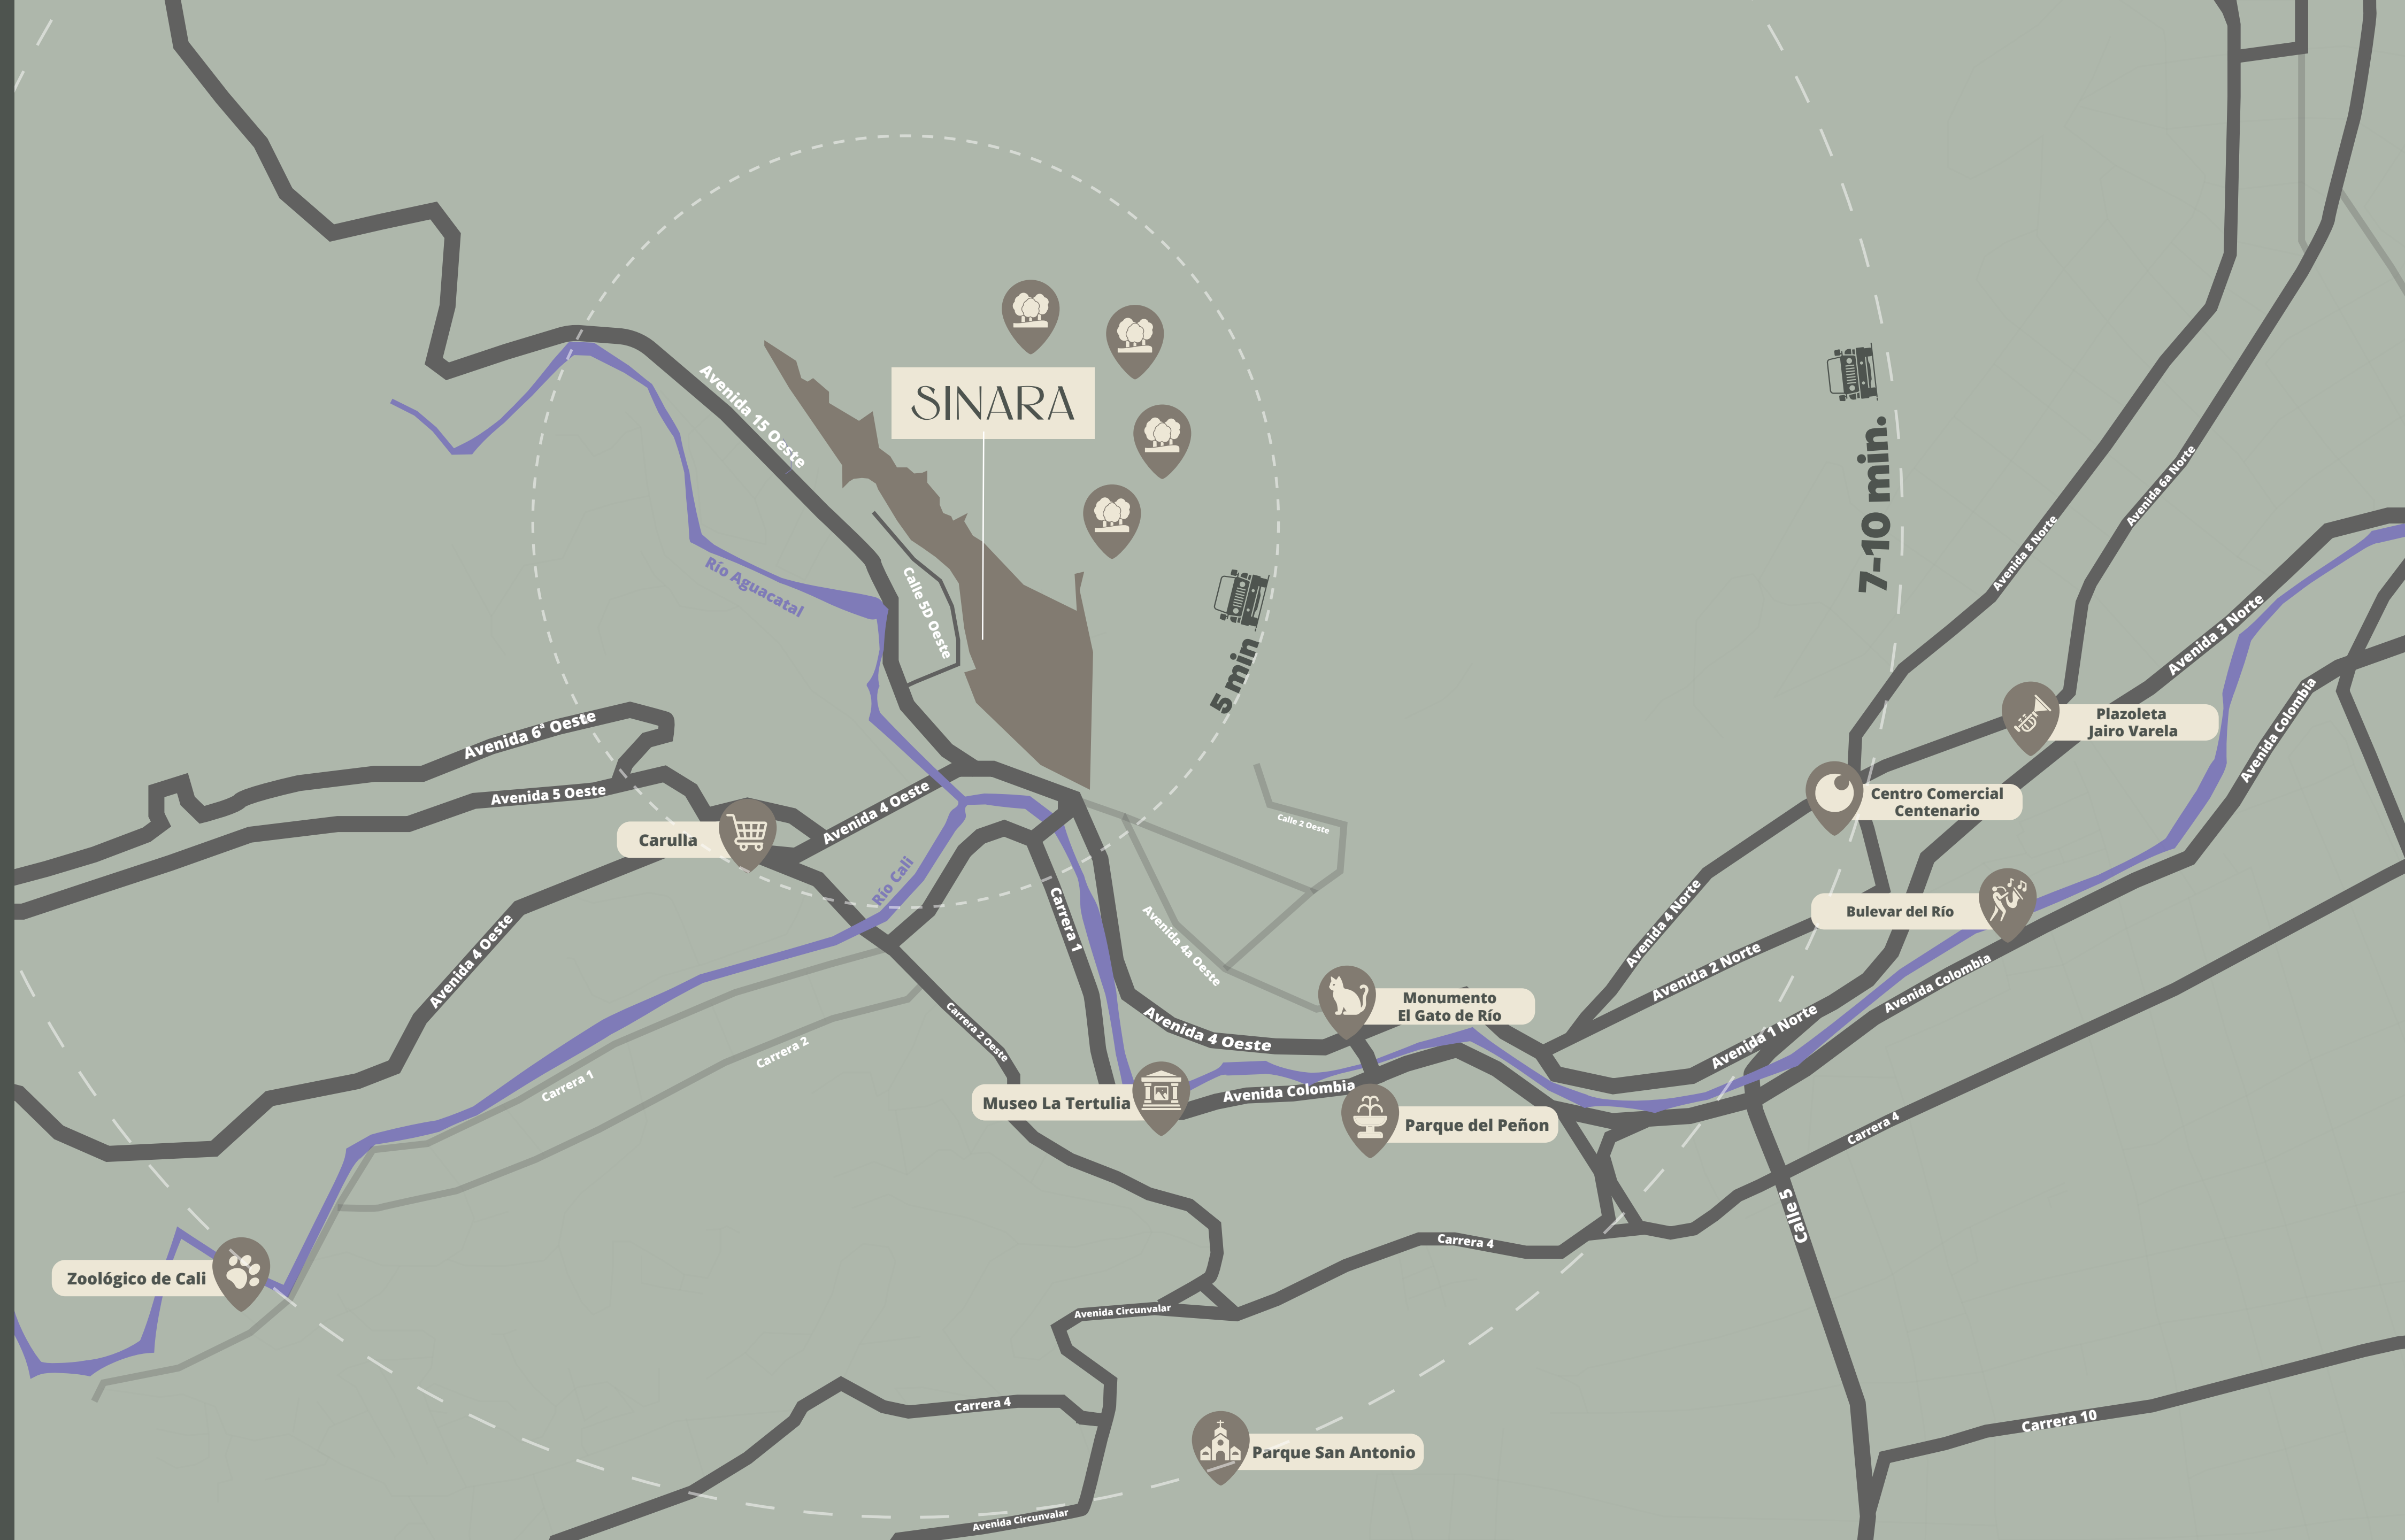 SINARA
Avenida 15 Oeste
7-10 min.
Avenida 6a Norte
Avenida 8 Norte
Río Aguacatal
Calle 5D Oeste
5 min
Avenida 3 Norte
Avenida 6ª Oeste
Plazoleta
Jairo Varela
Avenida Colombia
Avenida 5 Oeste
Avenida 4 Oeste
Centro Comercial
Centenario
Calle 2 Oeste
Carulla
Río Cali
Carrera 1
Avenida 4 Norte
Bulevar del Río
Avenida 4 Oeste
Avenida 4a Oeste
Avenida 2 Norte
Avenida Colombia
Monumento
El Gato de Río
Carrera 2 Oeste
Avenida 4 Oeste
Avenida 1 Norte
Carrera 2
Carrera 1
Avenida Colombia
Museo La Tertulia
Parque del Peñon
Carrera 4
Calle 5
Carrera 4
Zoológico de Cali
Avenida Circunvalar
Carrera 4
Carrera 10
Parque San Antonio
Avenida Circunvalar